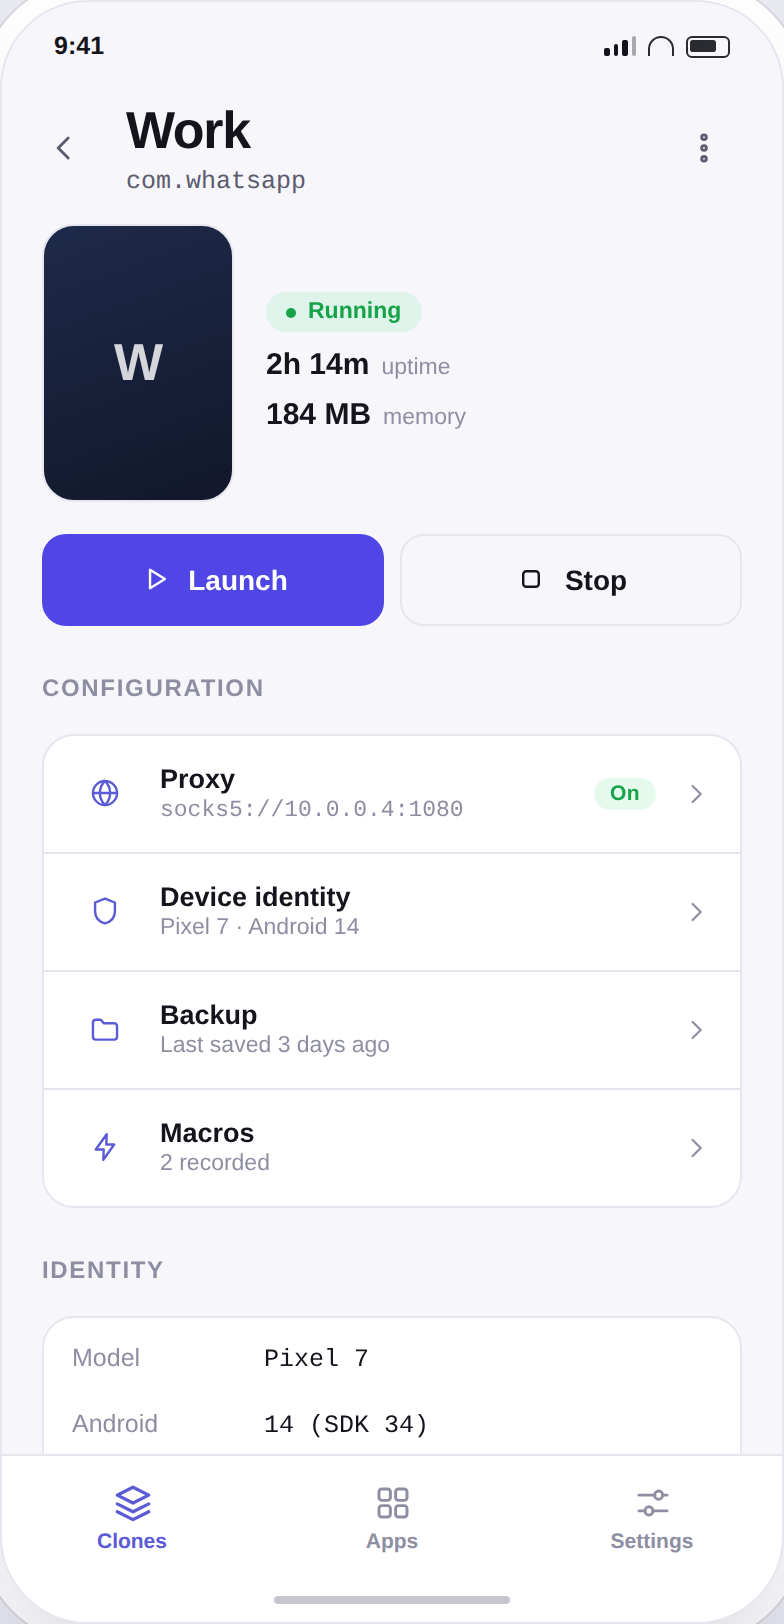 9:41
Work
com.whatsapp
W
Running
2h 14m uptime
184 MB memory
Launch
Stop
CONFIGURATION
Proxy
socks5://10.0.0.4:1080
On
Device identity
Pixel 7 · Android 14
Backup
Last saved 3 days ago
Macros
2 recorded
IDENTITY
Model Pixel 7
Android 14 (SDK 34)
Clones
Apps
Settings